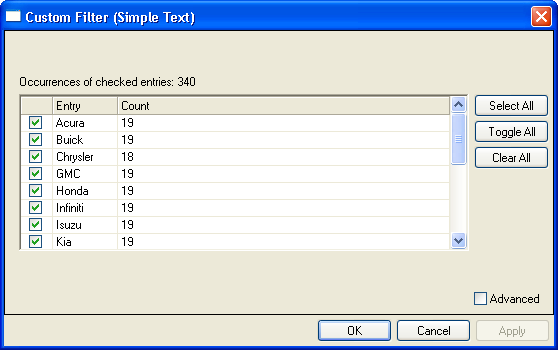 Custom Filter (Simple Text)
Occurrences of checked entries: 340
Entry Count
Acura 19
Buick 19
Chrysler 18
GMC 19
Honda 19
Infiniti 19
Isuzu 19
Kia 19
Select All
Toggle All
Clear All
Advanced
OK Cancel Apply